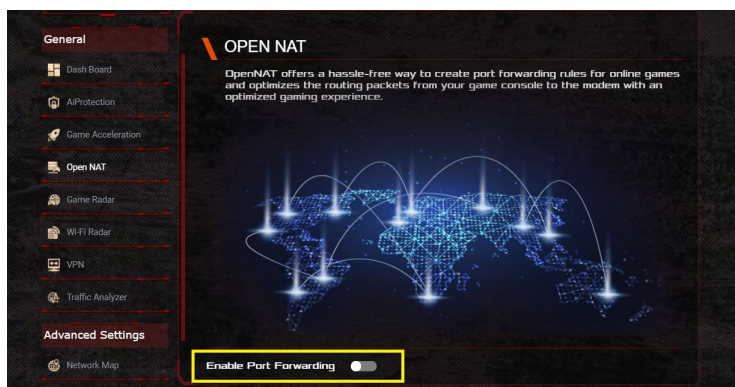 General
Dash Board
AiProtection
Game Acceleration
Open NAT
Game Radar
Wi-Fi Radar
VPN
Traffic Analyzer
Advanced Settings
Network Map
OPEN NAT
OpenNAT offers a hassle-free way to create port forwarding rules for online games
and optimizes the routing packets from your game console to the modem with an
optimized gaming experience.
Enable Port Forwarding